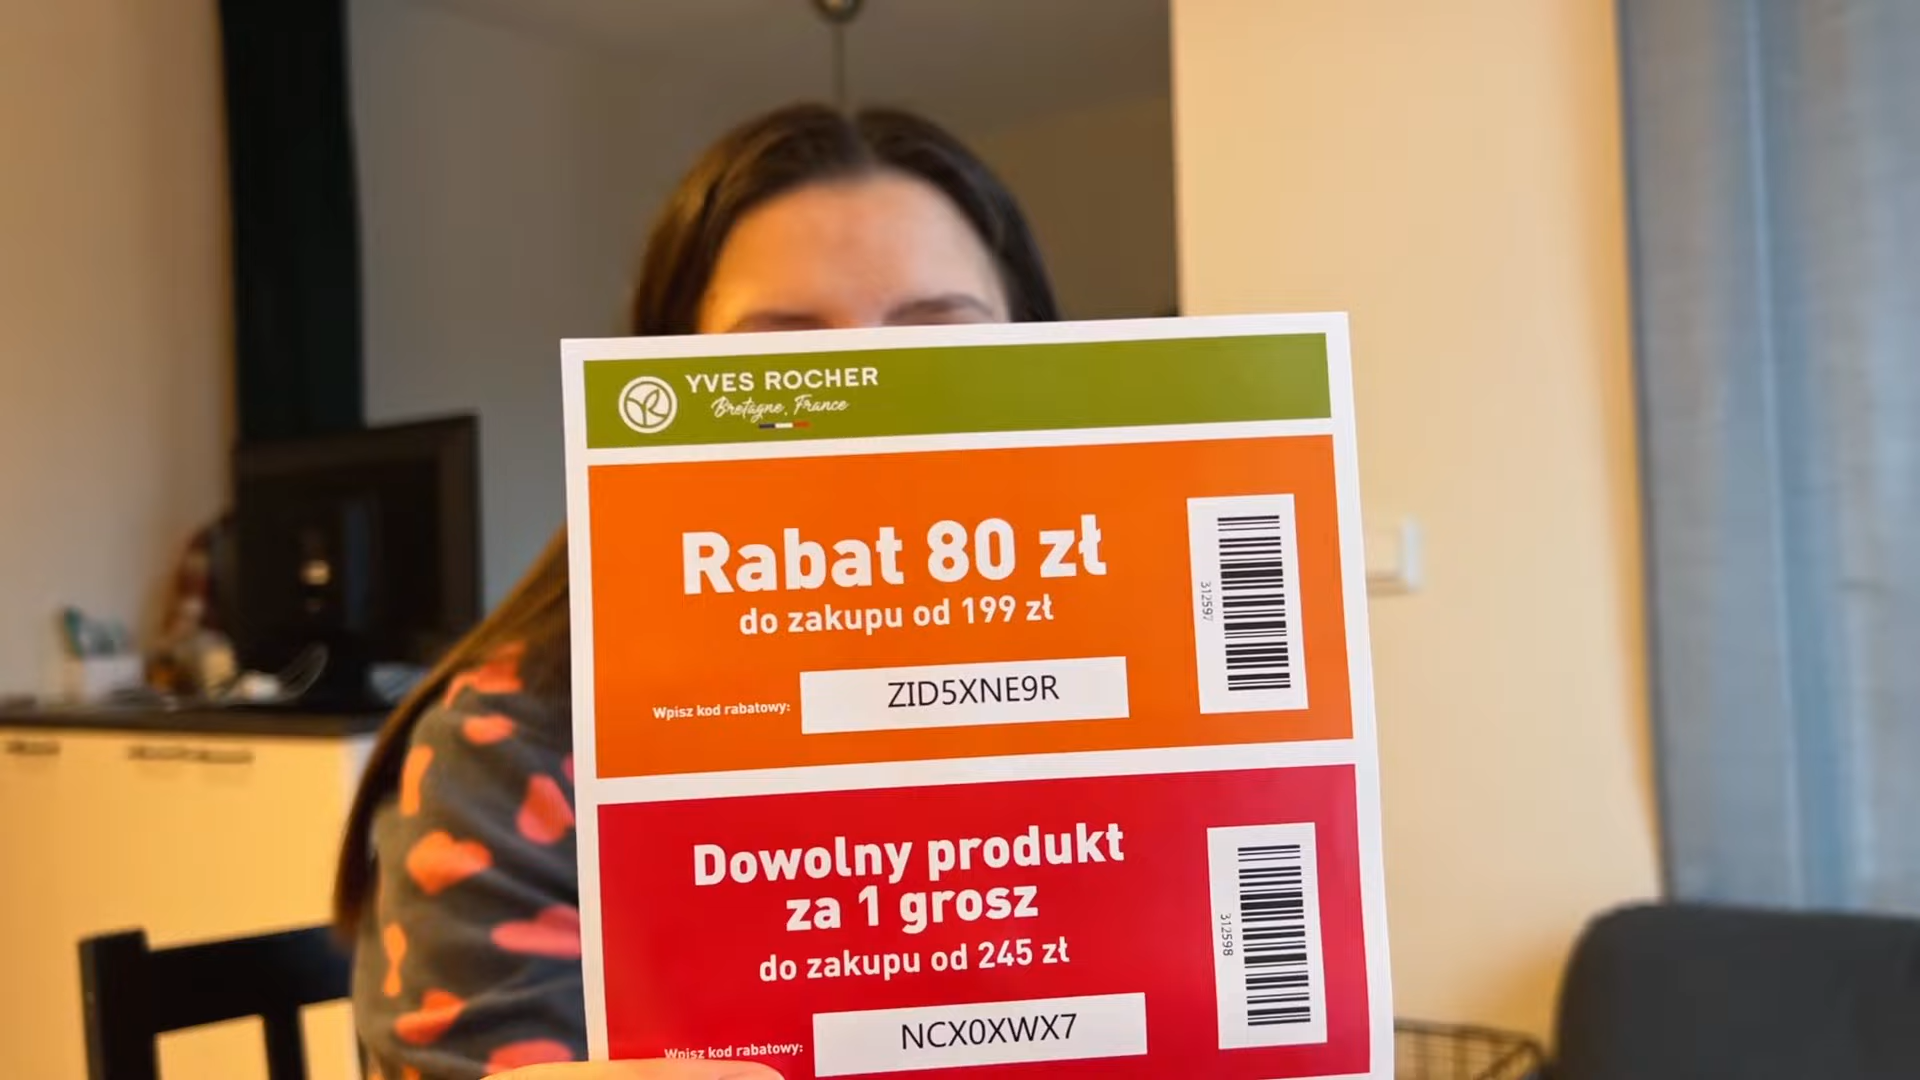 YVES ROCHER
Bretagne, France
Rabat 80 zł
do zakupu od 199 zł
Wpisz kod rabatowy:
ZID5XNE9R
312597
Dowolny produkt
za 1 grosz
do zakupu od 245 zł
Wpisz kod rabatowy:
NCX0XWX7
312598